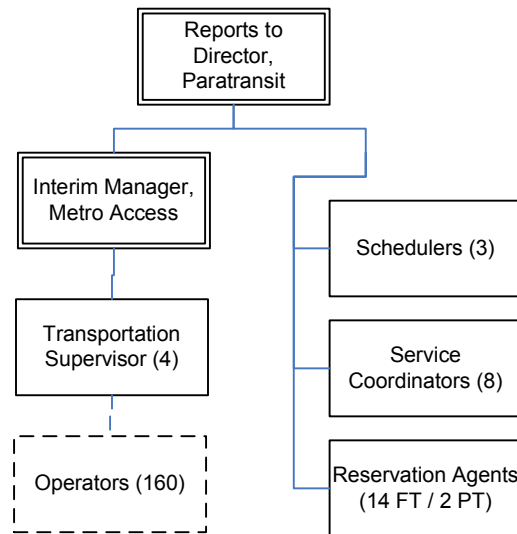 Reports to
Director,
Paratransit
Interim Manager,
Metro Access
Transportation
Supervisor (4)
Operators (160)
Schedulers (3)
Service
Coordinators (8)
Reservation Agents
(14 FT / 2 PT)